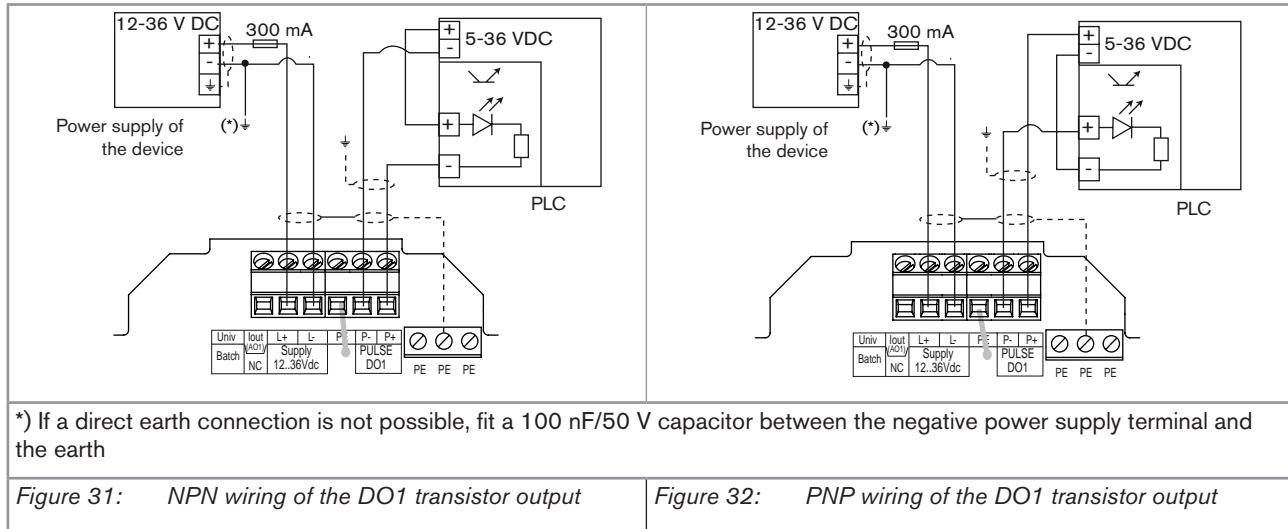 12-36 V DC
300 mA
+
-
+
-
5-36 VDC
+
-
Power supply of
the device
(*)
PLC
Univ
Iout
(AO1)
L+
L-
P-
P+
Batch
NC
Supply
12..36Vdc
PULSE
DO1
PE PE PE
12-36 V DC
300 mA
+
-
+
-
5-36 VDC
+
-
Power supply of
the device
(*)
PLC
Univ
Iout
(AO1)
L+
L-
PE
P-
P+
Batch
NC
Supply
12..36Vdc
PULSE
DO1
PE PE PE
*) If a direct earth connection is not possible, fit a 100 nF/50 V capacitor between the negative power supply terminal and
the earth
Figure 31: NPN wiring of the DO1 transistor output
Figure 32: PNP wiring of the DO1 transistor output